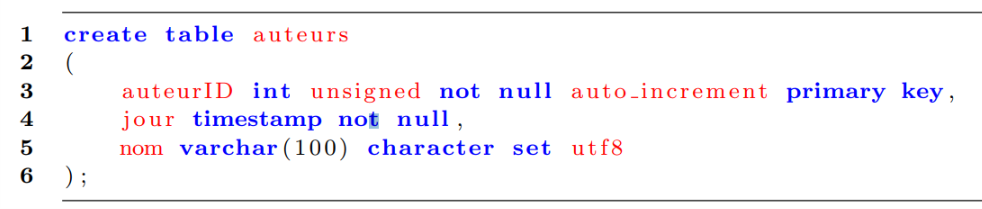 1 create table auteurs
2 (
3 auteurID int unsigned not null auto_increment primary key,
4 jour timestamp not null,
5 nom varchar(100) character set utf8
6 );